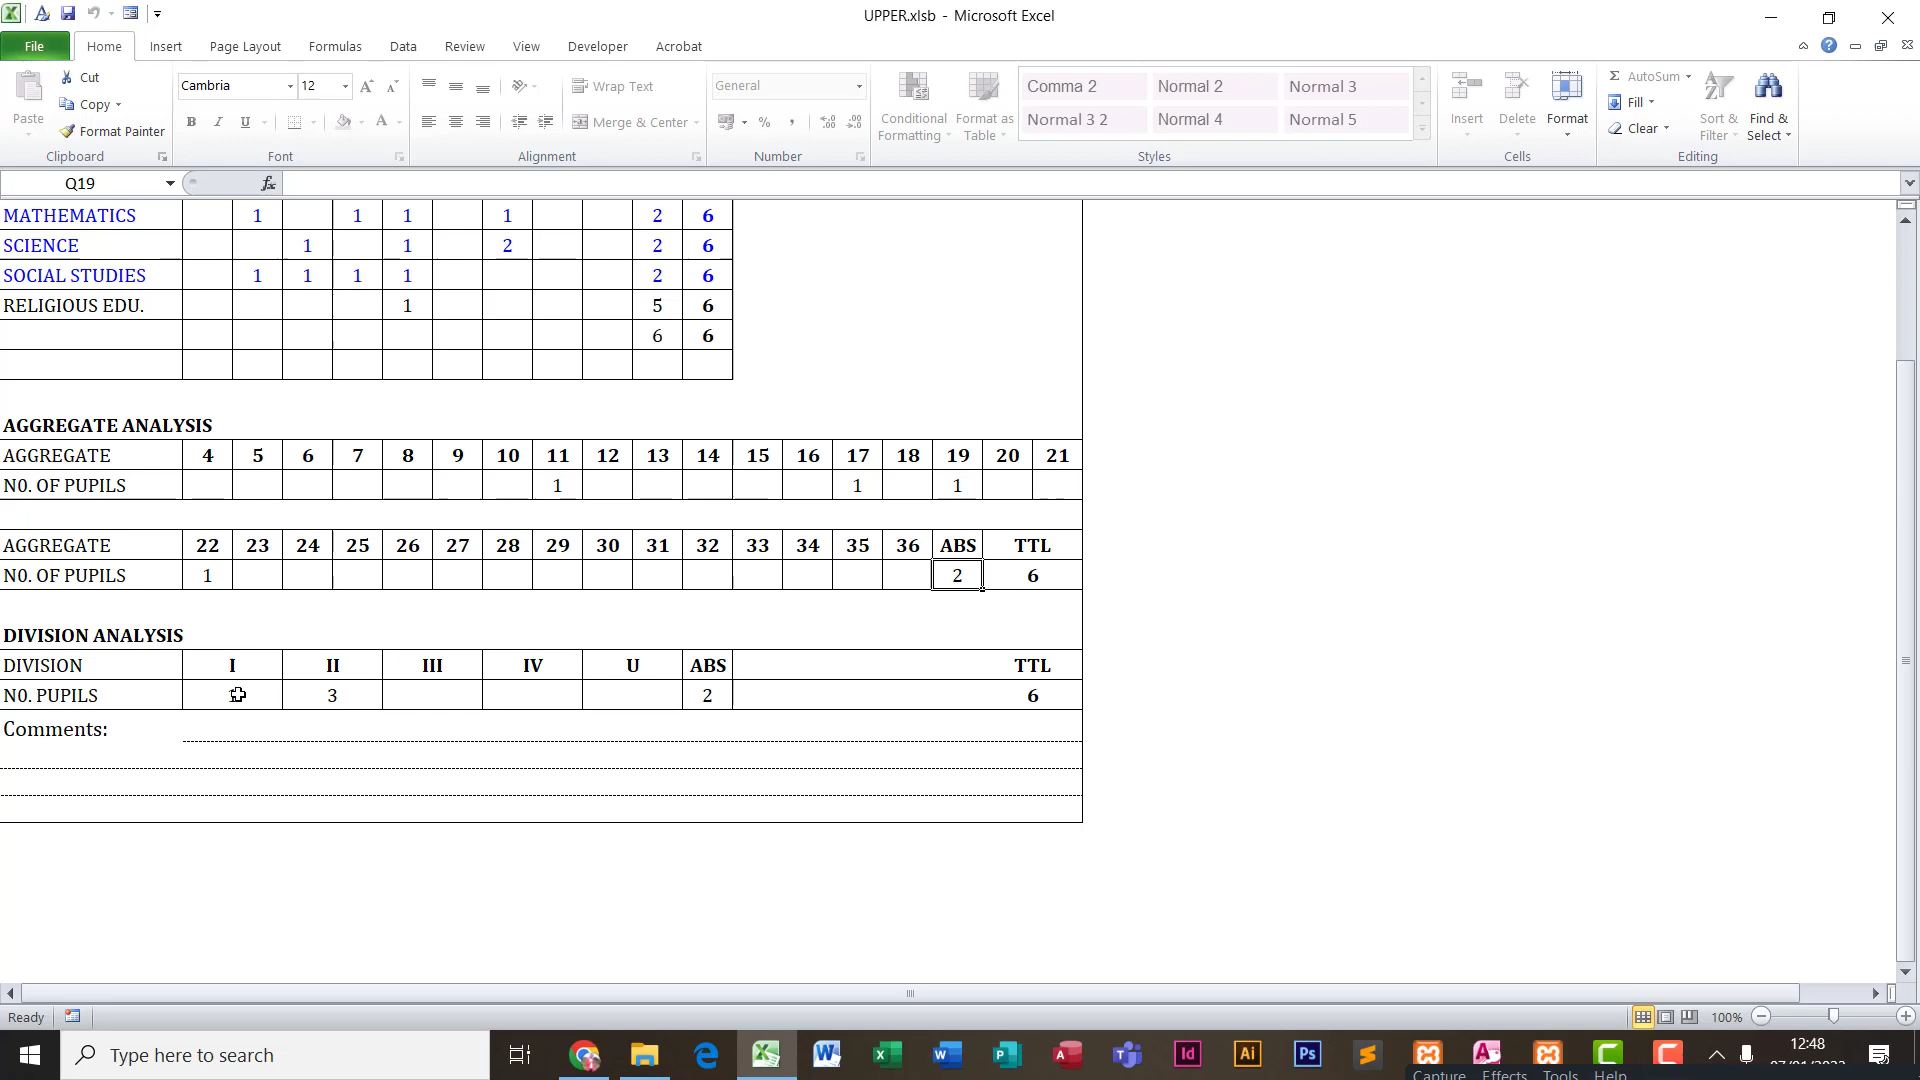 UPPER.xlsb - Microsoft Excel
File Home Insert Page Layout Formulas Data Review View Developer Acrobat
Paste Cut Copy Format Painter
Cambria 12 General
B I U
Wrap Text
Merge & Center
Conditional Formatting Format as Table
Comma 2 Normal 2 Normal 3
Normal 3 2 Normal 4 Normal 5
Insert Delete Format
Σ AutoSum Fill Clear
Sort & Filter Find & Select
Clipboard Font Alignment Number Styles Cells Editing
Q19 fx
MATHEMATICS 1 1 1 1 2 6
SCIENCE 1 1 2 2 6
SOCIAL STUDIES 1 1 1 1 2 6
RELIGIOUS EDU. 1 5 6
6 6
AGGREGATE ANALYSIS
AGGREGATE 4 5 6 7 8 9 10 11 12 13 14 15 16 17 18 19 20 21
N0. OF PUPILS 1 1 1
AGGREGATE 22 23 24 25 26 27 28 29 30 31 32 33 34 35 36 ABS TTL
N0. OF PUPILS 1 2 6
DIVISION ANALYSIS
DIVISION I II III IV U ABS TTL
N0. PUPILS 3 2 6
Comments:
Ready 100%
Type here to search
12:48
Capture Effects Tools Help